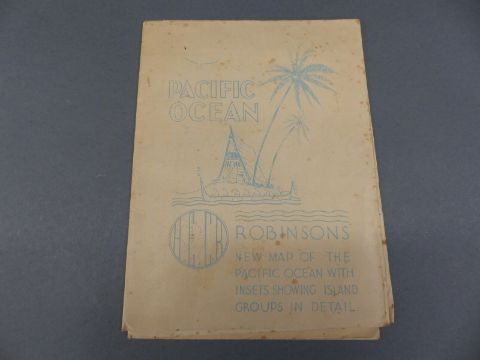 PACIFIC
OCEAN
ROBINSONS
NEW MAP OF THE
PACIFIC OCEAN WITH
INSETS SHOWING ISLAND
GROUPS IN DETAIL